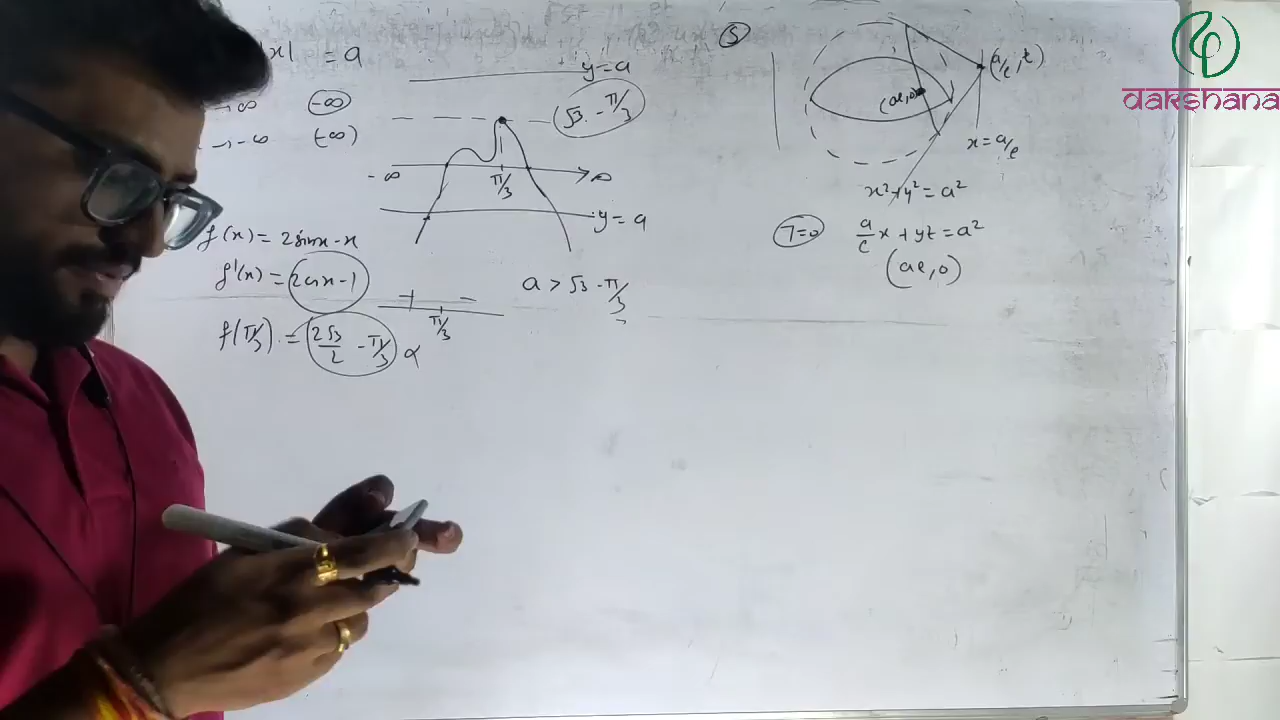 |x| = a
→ ∞ (-∞)
→ -∞ (-∞)
y = a
(√3 - π/3)
-∞ π/3 ∞
y = a
f(x) = 2sinx - x
f'(x) = 2cosx - 1
+ -
π/3
f(π/3) = (2√3/2 - π/3)
a > √3 - π/3
5
(a/e, t)
(ae, 0)
x = a/e
x² + y² = a²
T=0 a/e x + yt = a²
(ae, 0)
dakshana